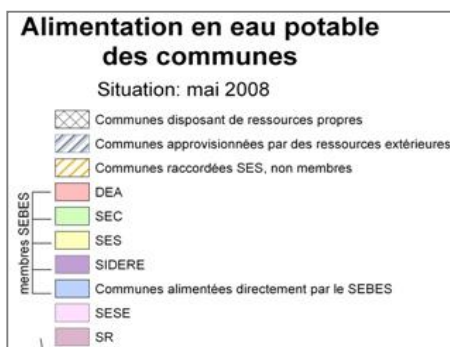 Alimentation en eau potable
des communes
Situation: mai 2008
Communes disposant de ressources propres
Communes approvisionnées par des ressources extérieures
Communes raccordées SES, non membres
membres SEBES
DEA
SEC
SES
SIDERE
Communes alimentées directement par le SEBES
SESE
SR